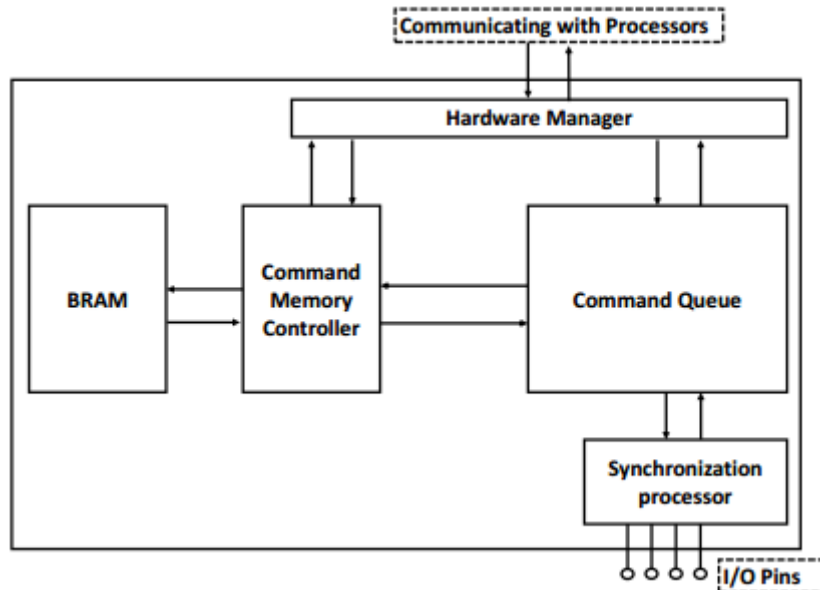 Communicating with Processors
Hardware Manager
BRAM
Command
Memory
Controller
Command Queue
Synchronization
processor
I/O Pins